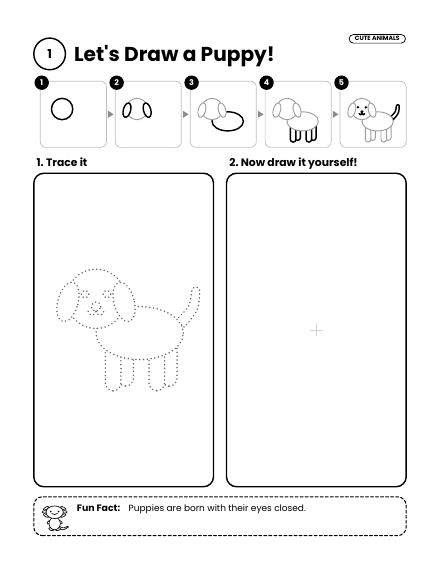 CUTE ANIMALS
1 Let's Draw a Puppy!
1 2 3 4 5
1. Trace it
2. Now draw it yourself!
Fun Fact: Puppies are born with their eyes closed.